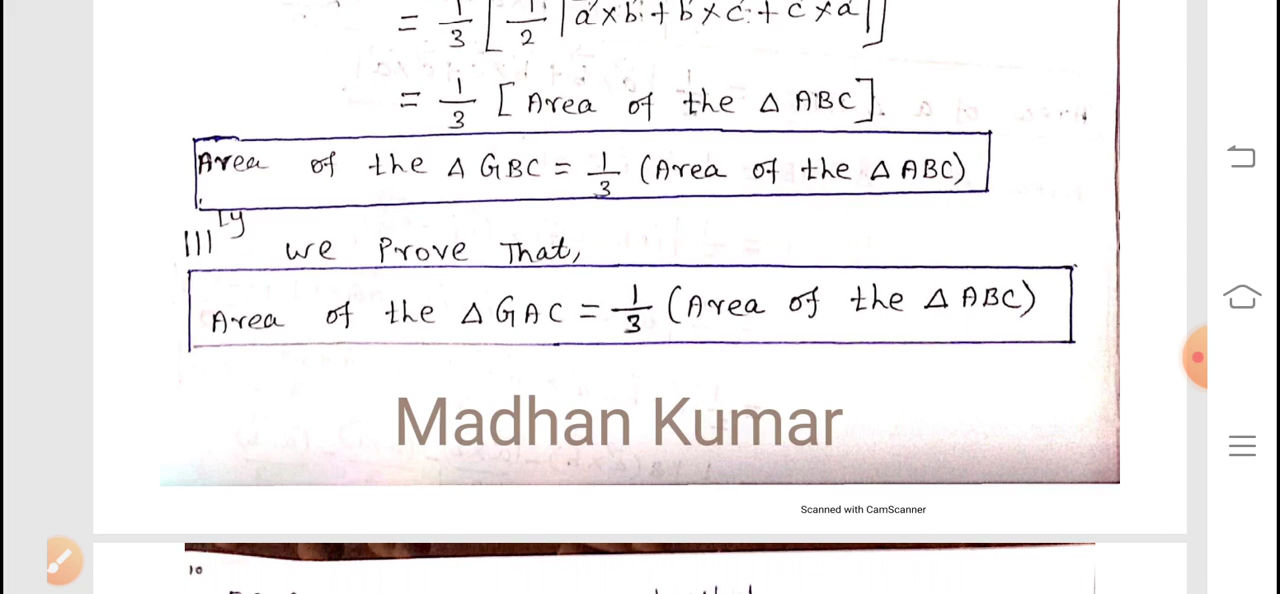 = 1/3 [ 1/2 |a × b + b × c + c × a| ]
= 1/3 [ Area of the Δ ABC ].
Area of the Δ GBC = 1/3 (Area of the Δ ABC)
|||ly we Prove That,
Area of the Δ GAC = 1/3 (Area of the Δ ABC)
Madhan Kumar
Scanned with CamScanner
10